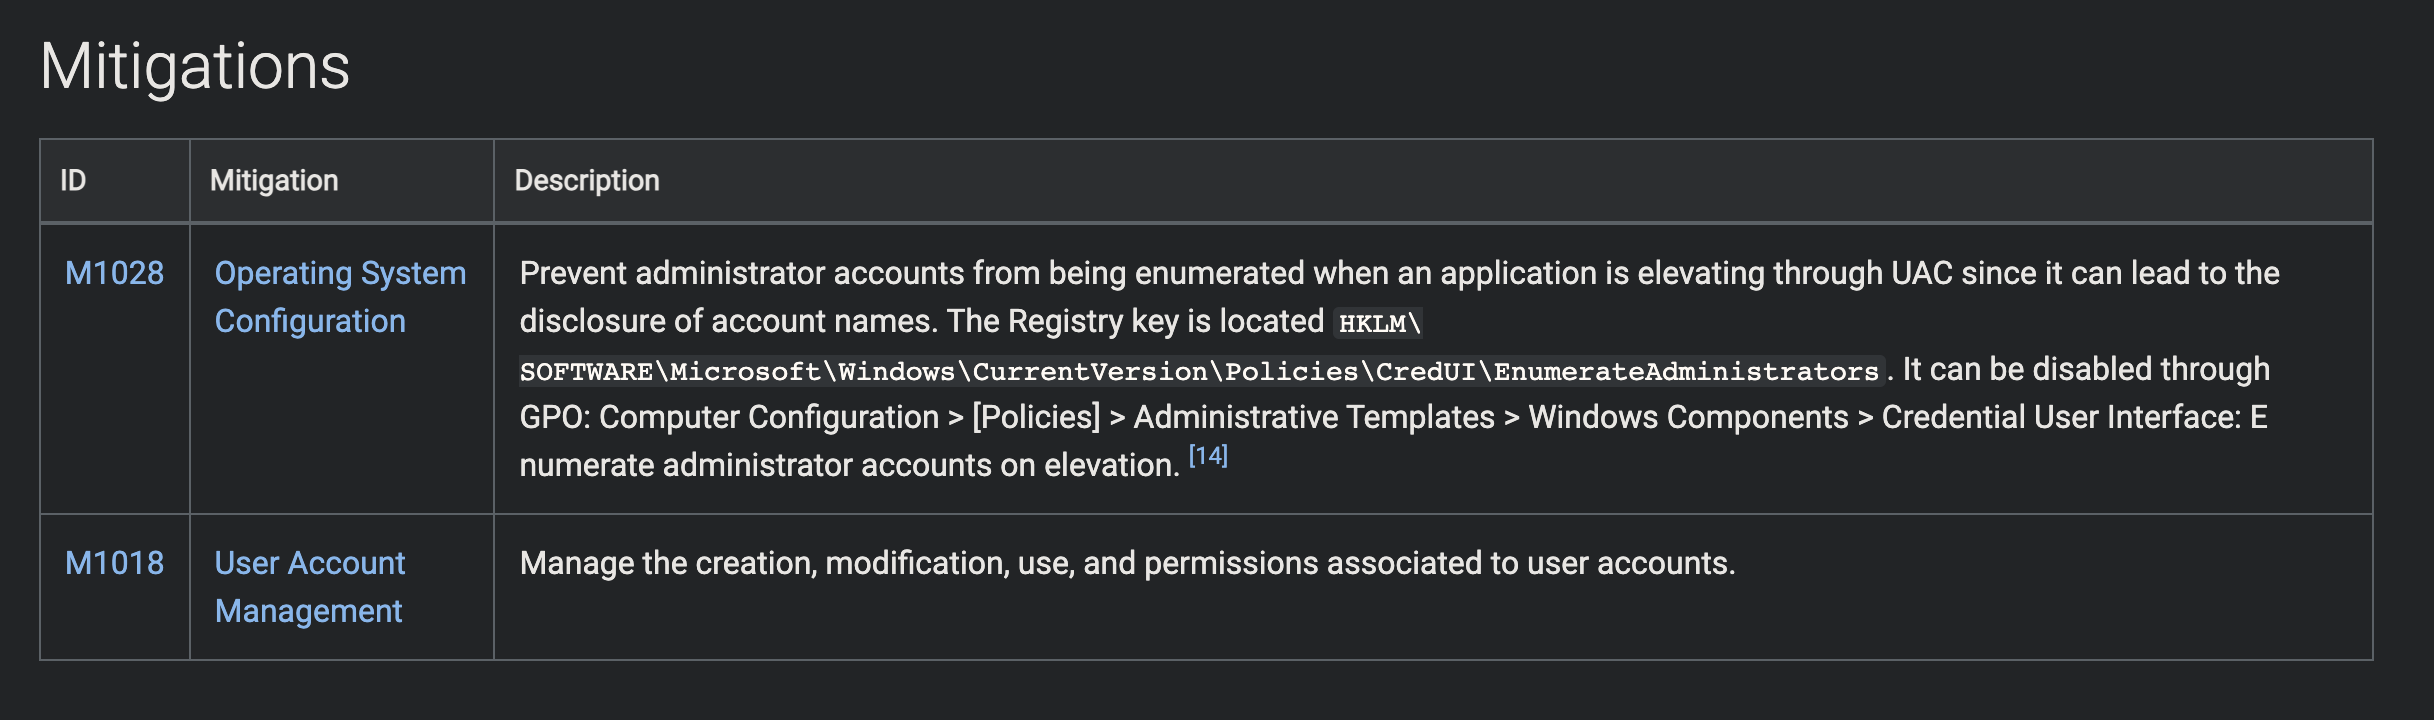 Mitigations
ID Mitigation Description
M1028 Operating System Prevent administrator accounts from being enumerated when an application is elevating through UAC since it can lead to the
Configuration disclosure of account names. The Registry key is located HKLM\
SOFTWARE\Microsoft\Windows\CurrentVersion\Policies\CredUI\EnumerateAdministrators. It can be disabled through
GPO: Computer Configuration > [Policies] > Administrative Templates > Windows Components > Credential User Interface: E
numerate administrator accounts on elevation. [14]
M1018 User Account Manage the creation, modification, use, and permissions associated to user accounts.
Management